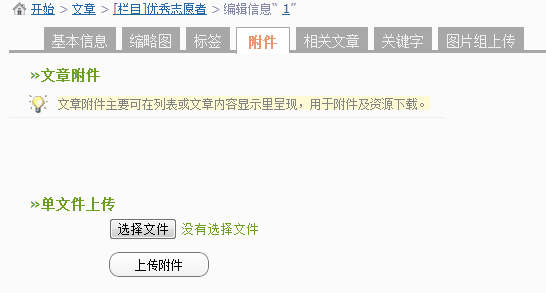 开始 > 文章 > [栏目]优秀志愿者 > 编辑信息“ 1”
基本信息 缩略图 标签 附件 相关文章 关键字 图片组上传
»文章附件
文章附件主要可在列表或文章内容显示里呈现，用于附件及资源下载。
»单文件上传
选择文件 没有选择文件
上传附件